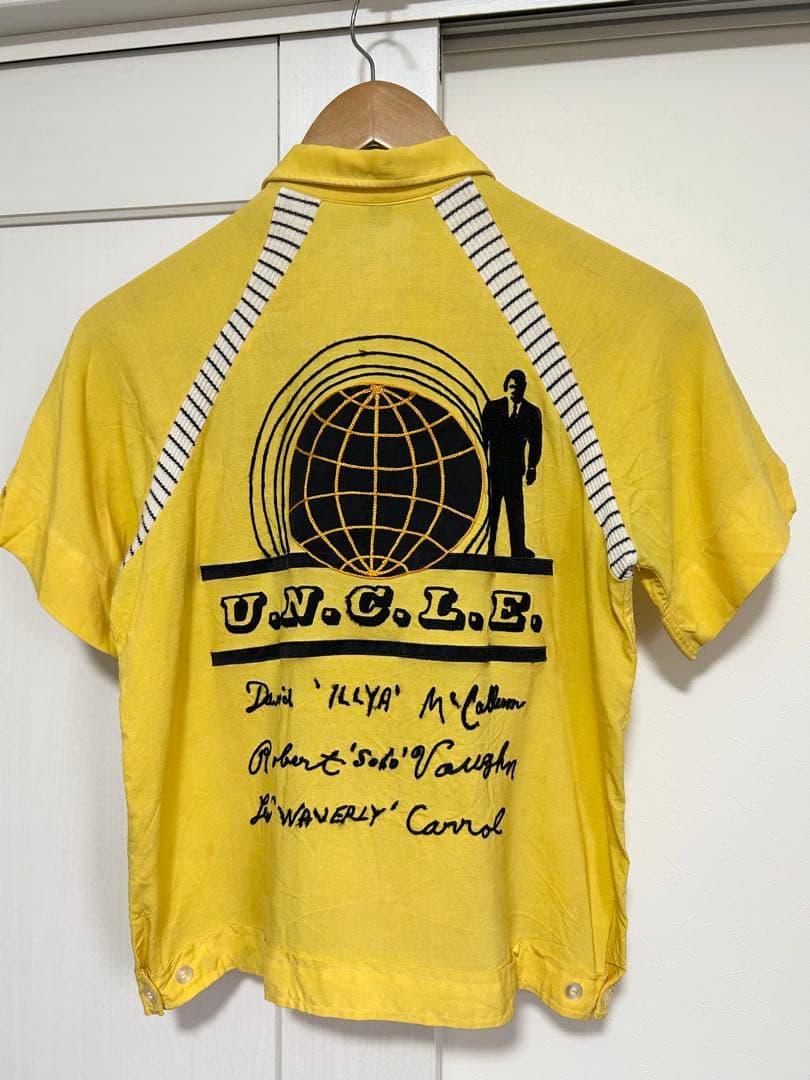 U.N.C.L.E.
David 'ILLYA' McCallum
Robert 'Solo' Vaughn
Leo 'WAVERLY' Carrol